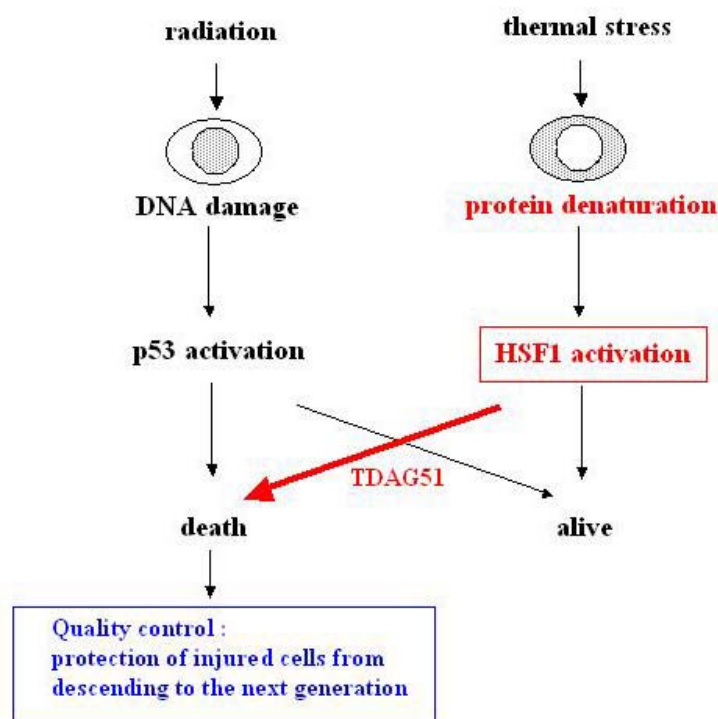 radiation
thermal stress
DNA damage
protein denaturation
p53 activation
HSF1 activation
TDAG51
death
alive
Quality control :
protection of injured cells from
descending to the next generation